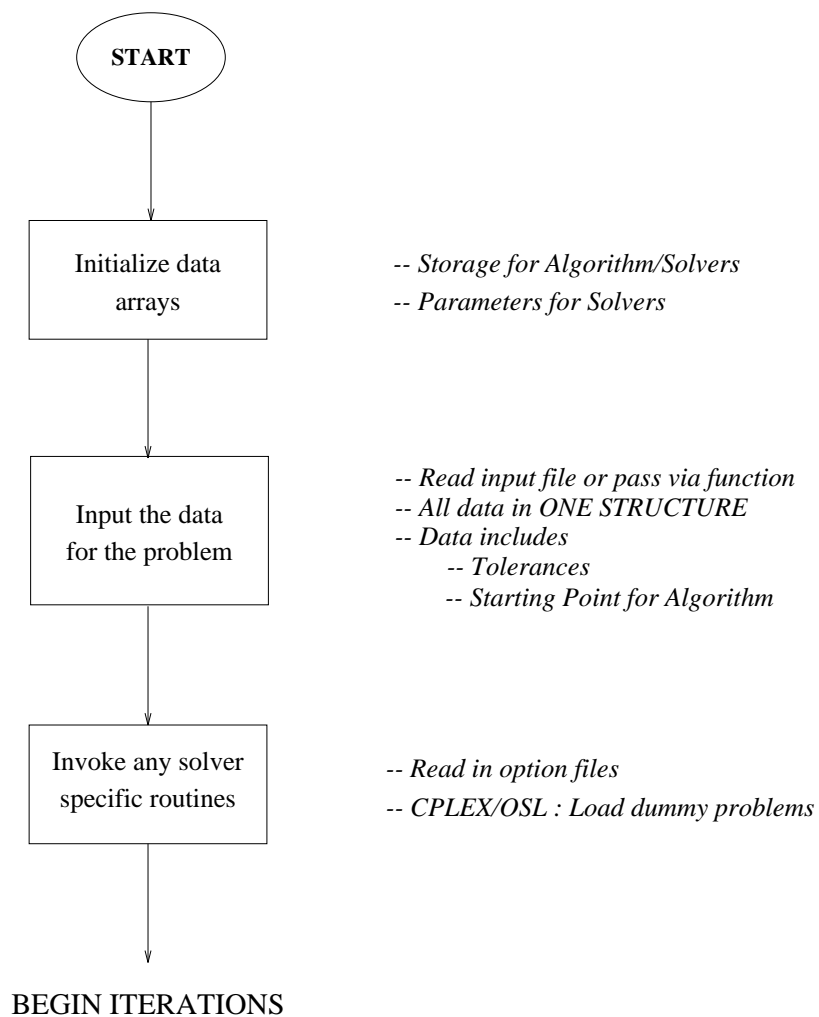 START
Initialize data
arrays
-- Storage for Algorithm/Solvers
-- Parameters for Solvers
Input the data
for the problem
-- Read input file or pass via function
-- All data in ONE STRUCTURE
-- Data includes
-- Tolerances
-- Starting Point for Algorithm
Invoke any solver
specific routines
-- Read in option files
-- CPLEX/OSL : Load dummy problems
BEGIN ITERATIONS